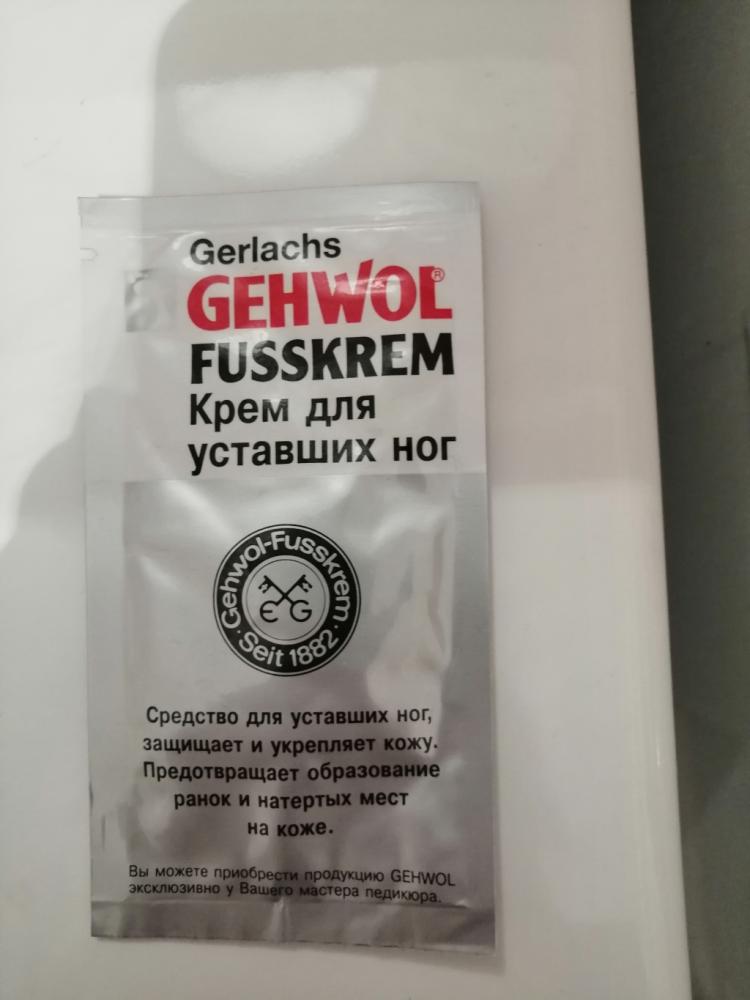 Gerlachs
GEHWOL®
FUSSKREM
Крем для
уставших ног
Gehwol-Fusskrem
EG
· Seit 1882 ·
Средство для уставших ног,
защищает и укрепляет кожу.
Предотвращает образование
ранок и натертых мест
на коже.
Вы можете приобрести продукцию GEHWOL
эксклюзивно у Вашего мастера педикюра.